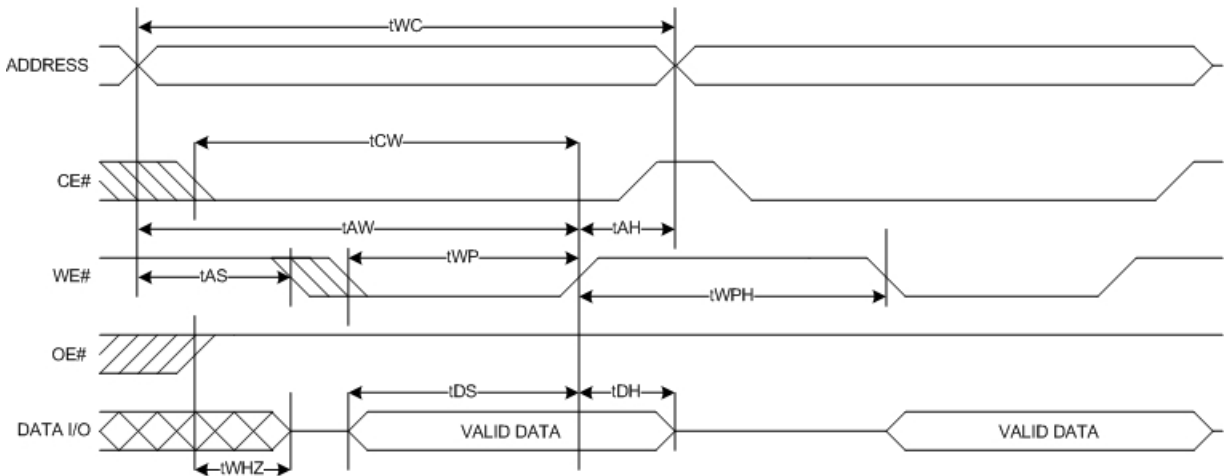 tWC
ADDRESS
tCW
CE#
tAW
tAH
tWP
WE#
tAS
tWPH
OE#
tDS
tDH
DATA I/O
VALID DATA
VALID DATA
tWHZ